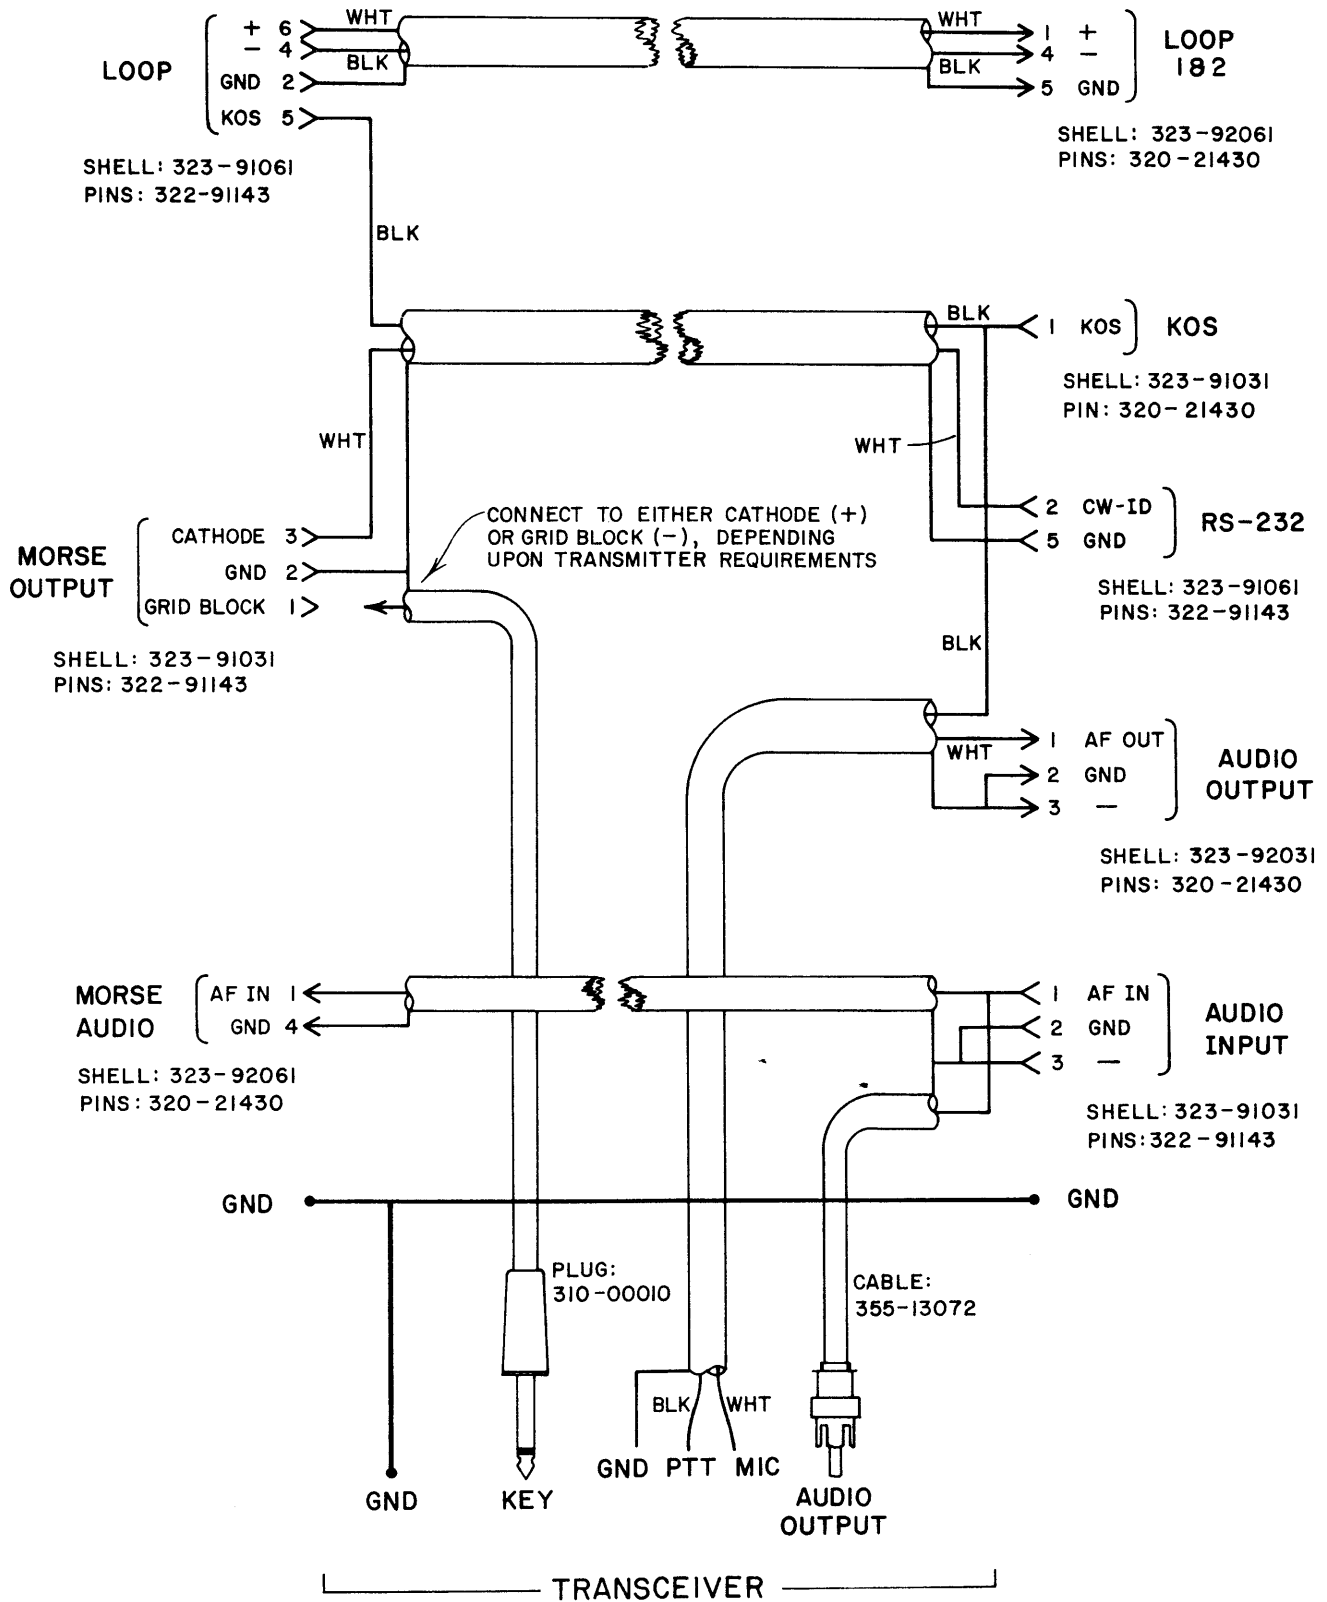 WHT
+ 6
- 4
BLK
LOOP
GND 2
KOS 5
SHELL: 323-91061
PINS: 322-91143
WHT
1 +
4 -
BLK
5 GND
LOOP
182
SHELL: 323-92061
PINS: 320-21430
BLK
BLK
1 KOS
KOS
SHELL: 323-91031
PIN: 320-21430
WHT
WHT
CONNECT TO EITHER CATHODE (+)
OR GRID BLOCK (-), DEPENDING
UPON TRANSMITTER REQUIREMENTS
2 CW-ID
5 GND
RS-232
SHELL: 323-91061
PINS: 322-91143
MORSE
OUTPUT
CATHODE 3
GND 2
GRID BLOCK 1
SHELL: 323-91031
PINS: 322-91143
BLK
WHT
1 AF OUT
2 GND
3 -
AUDIO
OUTPUT
SHELL: 323-92031
PINS: 320-21430
MORSE
AUDIO
AF IN 1
GND 4
SHELL: 323-92061
PINS: 320-21430
1 AF IN
2 GND
3 -
AUDIO
INPUT
SHELL: 323-91031
PINS: 322-91143
GND
GND
PLUG:
310-00010
CABLE:
355-13072
BLK
WHT
GND PTT MIC
GND
KEY
AUDIO
OUTPUT
TRANSCEIVER